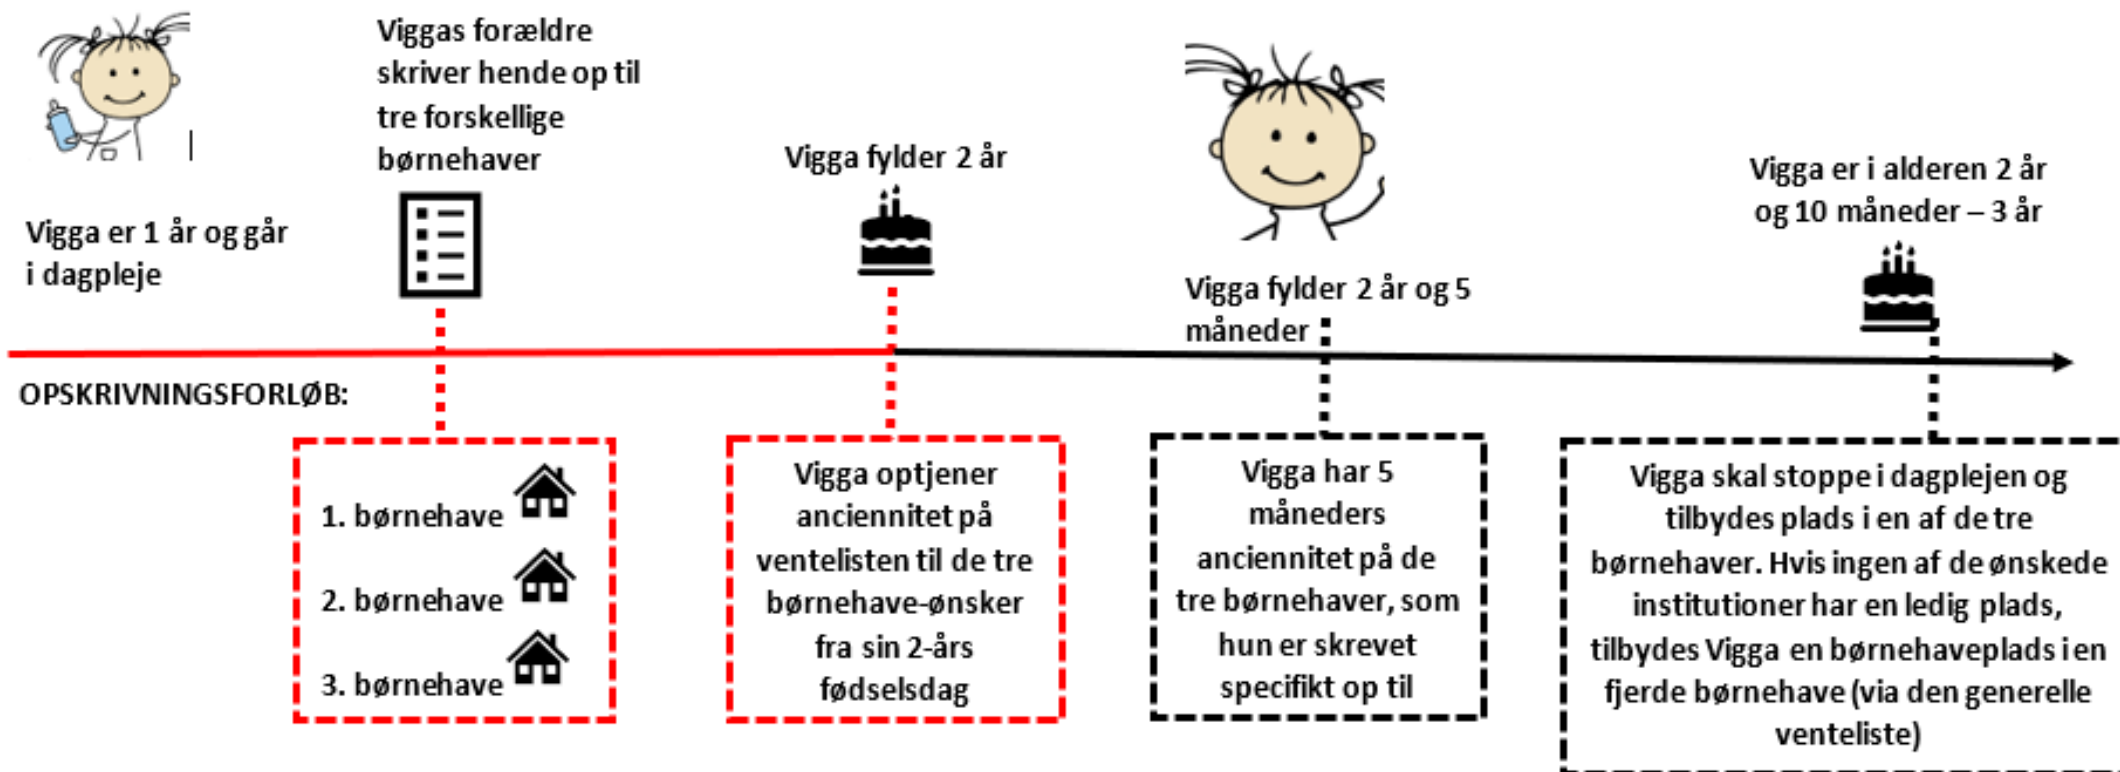 Vigga er 1 år og går
i dagpleje
Viggas forældre
skriver hende op til
tre forskellige
børnehaver
Vigga fylder 2 år
Vigga fylder 2 år og 5
måneder
Vigga er i alderen 2 år
og 10 måneder – 3 år
OPSKRIVNINGSFORLØB:
1. børnehave
2. børnehave
3. børnehave
Vigga optjener
anciennitet på
ventelisten til de tre
børnehave-ønsker
fra sin 2-års
fødselsdag
Vigga har 5
måneders
anciennitet på de
tre børnehaver, som
hun er skrevet
specifikt op til
Vigga skal stoppe i dagplejen og
tilbydes plads i en af de tre
børnehaver. Hvis ingen af de ønskede
institutioner har en ledig plads,
tilbydes Vigga en børnehaveplads i en
fjerde børnehave (via den generelle
venteliste)